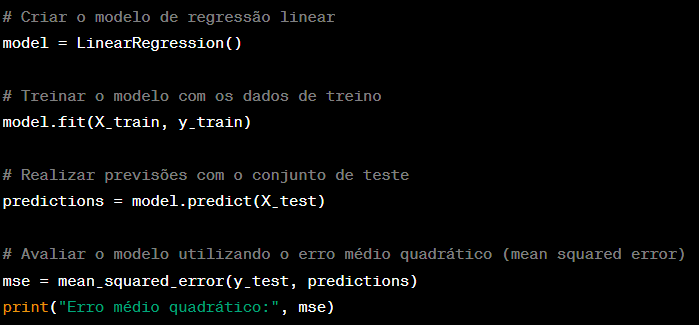 # Criar o modelo de regressão linear
model = LinearRegression()
# Treinar o modelo com os dados de treino
model.fit(X_train, y_train)
# Realizar previsões com o conjunto de teste
predictions = model.predict(X_test)
# Avaliar o modelo utilizando o erro médio quadrático (mean squared error)
mse = mean_squared_error(y_test, predictions)
print("Erro médio quadrático:", mse)